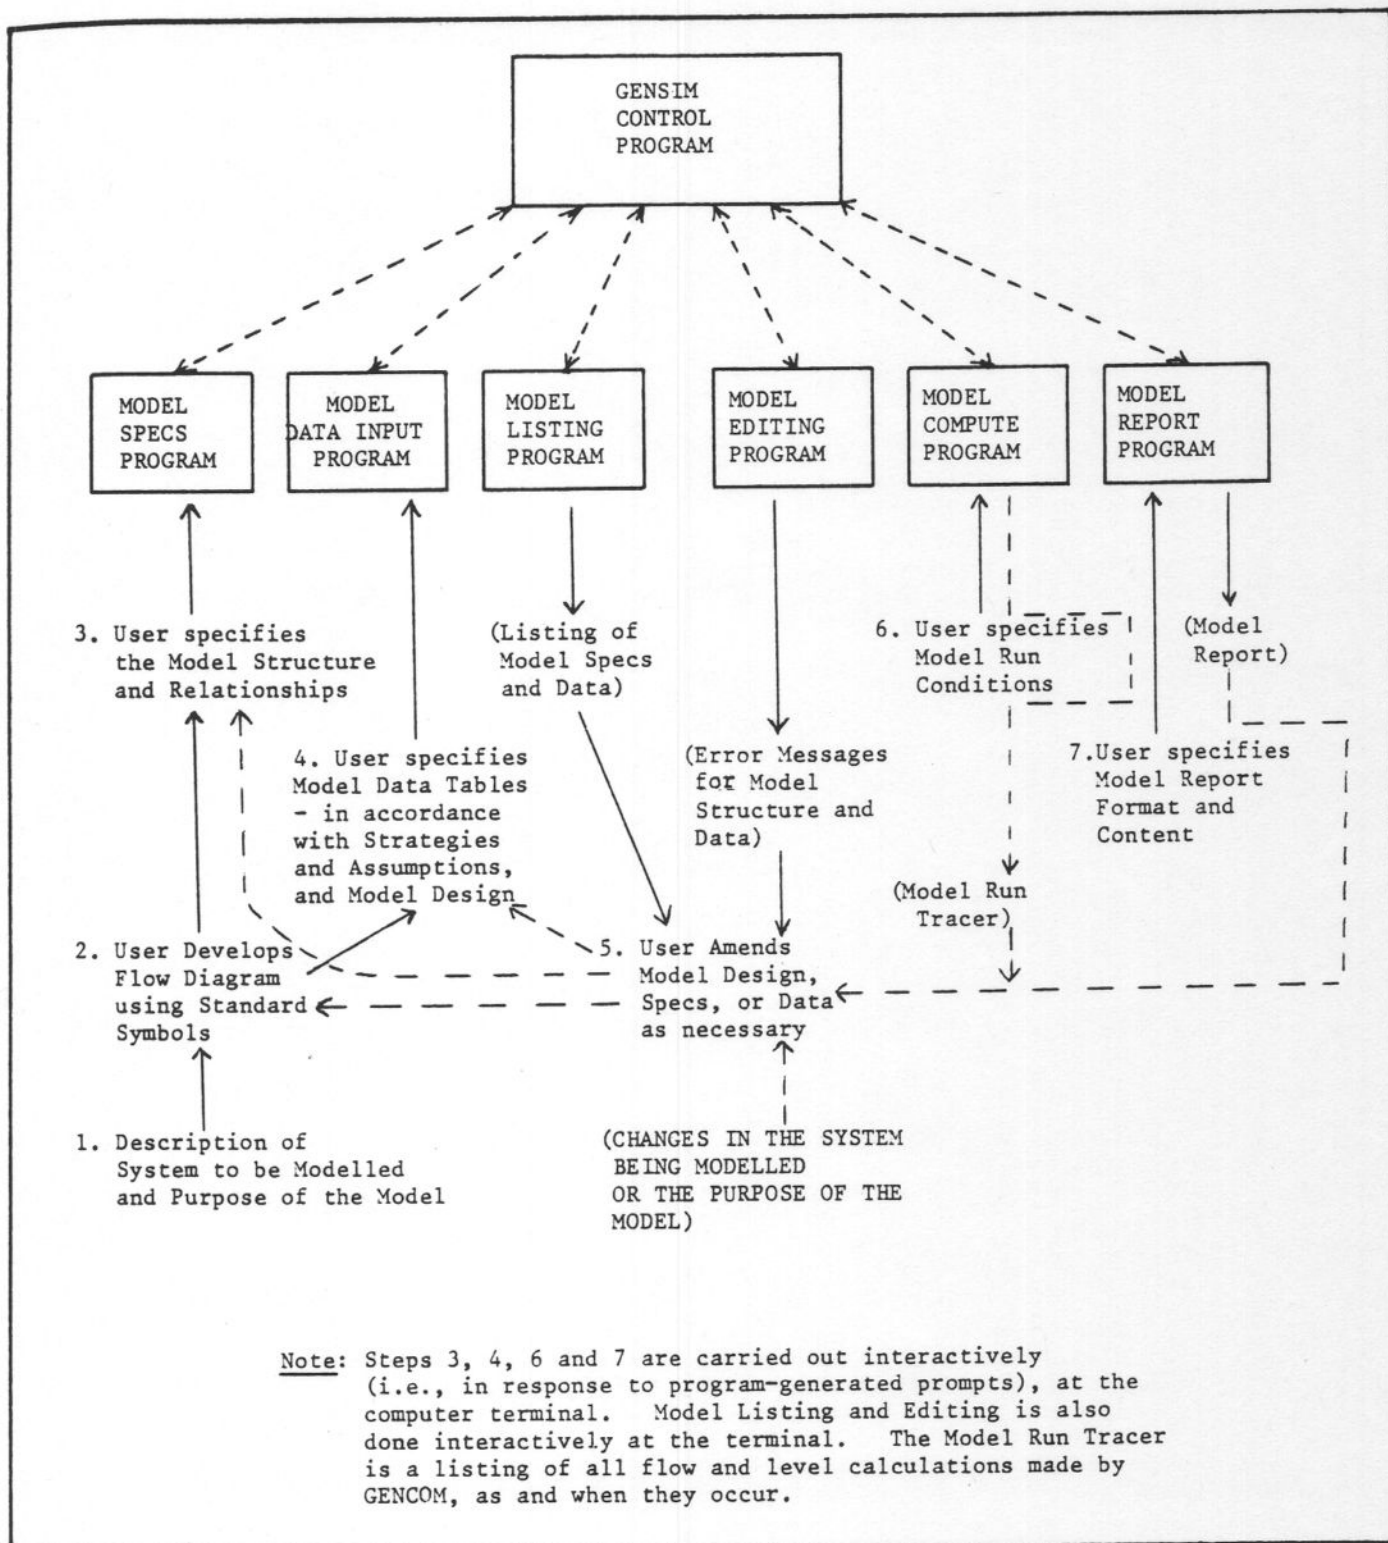 GENSIM
CONTROL
PROGRAM
MODEL
SPECS
PROGRAM
MODEL
DATA INPUT
PROGRAM
MODEL
LISTING
PROGRAM
MODEL
EDITING
PROGRAM
MODEL
COMPUTE
PROGRAM
MODEL
REPORT
PROGRAM
3. User specifies
the Model Structure
and Relationships
(Listing of
Model Specs
and Data)
6. User specifies
Model Run
Conditions
(Model
Report)
4. User specifies
Model Data Tables
- in accordance
with Strategies
and Assumptions,
and Model Design
(Error Messages
for Model
Structure and
Data)
7.User specifies
Model Report
Format and
Content
(Model Run
Tracer)
2. User Develops
Flow Diagram
using Standard
Symbols
5. User Amends
Model Design,
Specs, or Data
as necessary
1. Description of
System to be Modelled
and Purpose of the Model
(CHANGES IN THE SYSTEM
BEING MODELLED
OR THE PURPOSE OF THE
MODEL)
Note: Steps 3, 4, 6 and 7 are carried out interactively
(i.e., in response to program-generated prompts), at the
computer terminal. Model Listing and Editing is also
done interactively at the terminal. The Model Run Tracer
is a listing of all flow and level calculations made by
GENCOM, as and when they occur.